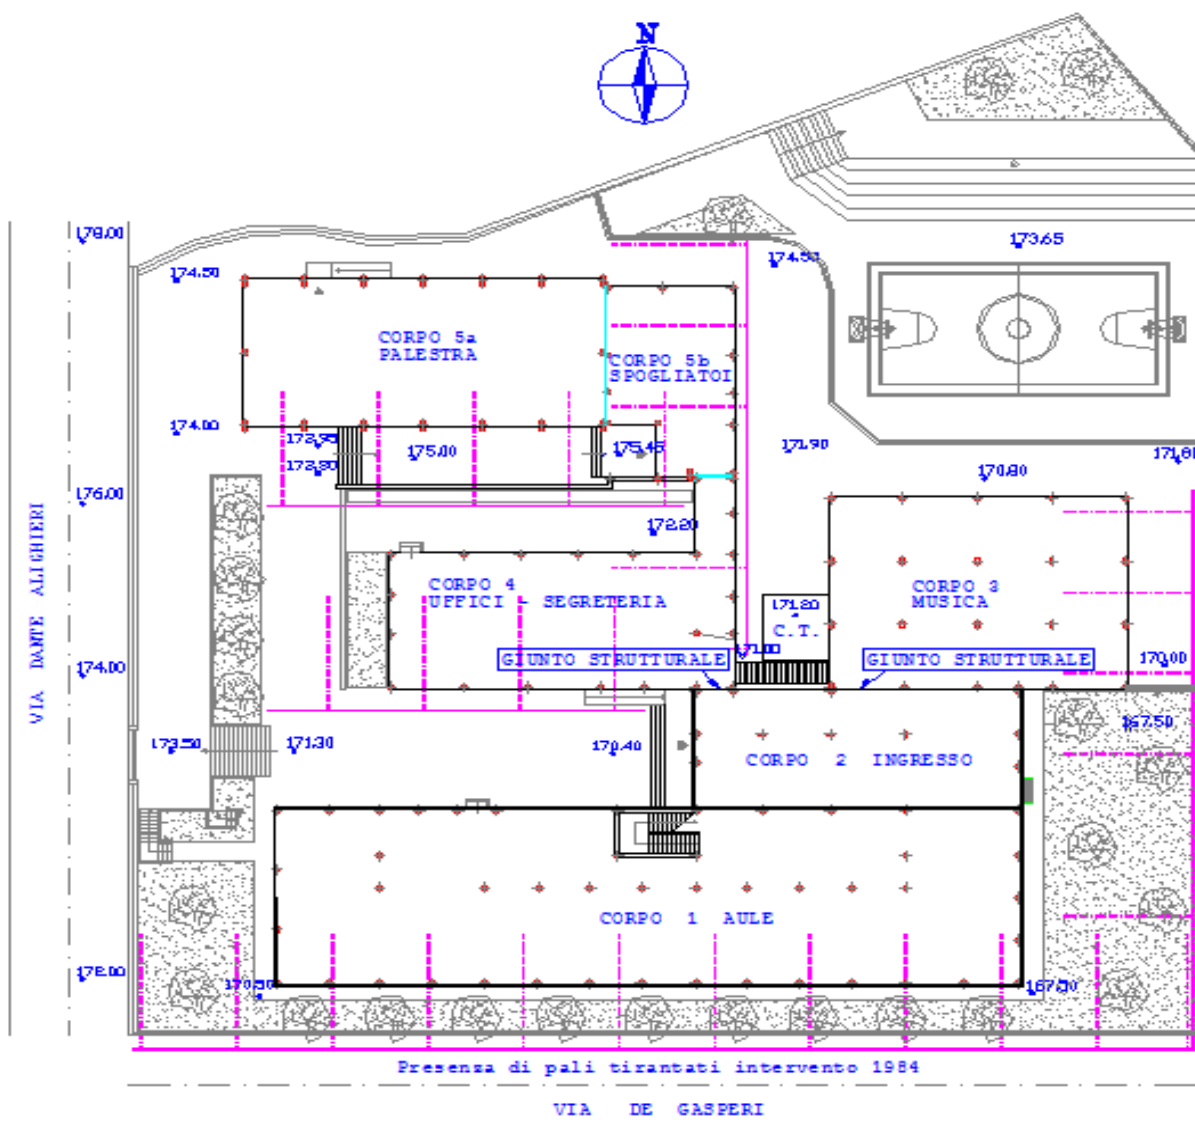 N
178.00
174.50
174.50
173.65
CORPO 5a
PALESTRA
CORPO 5b
SPOGLIATOI
174.00
172.95
172.80
175.00
175.45
171.90
170.80
176.00
172.20
VIA DANTE ALIGHIERI
CORPO 4
UFFICI - SEGRETERIA
CORPO 3
MUSICA
171.20
C.T.
171.00
GIUNTO STRUTTURALE
GIUNTO STRUTTURALE
170.00
174.00
167.50
173.50
171.30
170.40
CORPO 2 INGRESSO
CORPO 1 AULE
170.50
167.50
Presenza di pali tirantati intervento 1984
VIA DE GASPERI